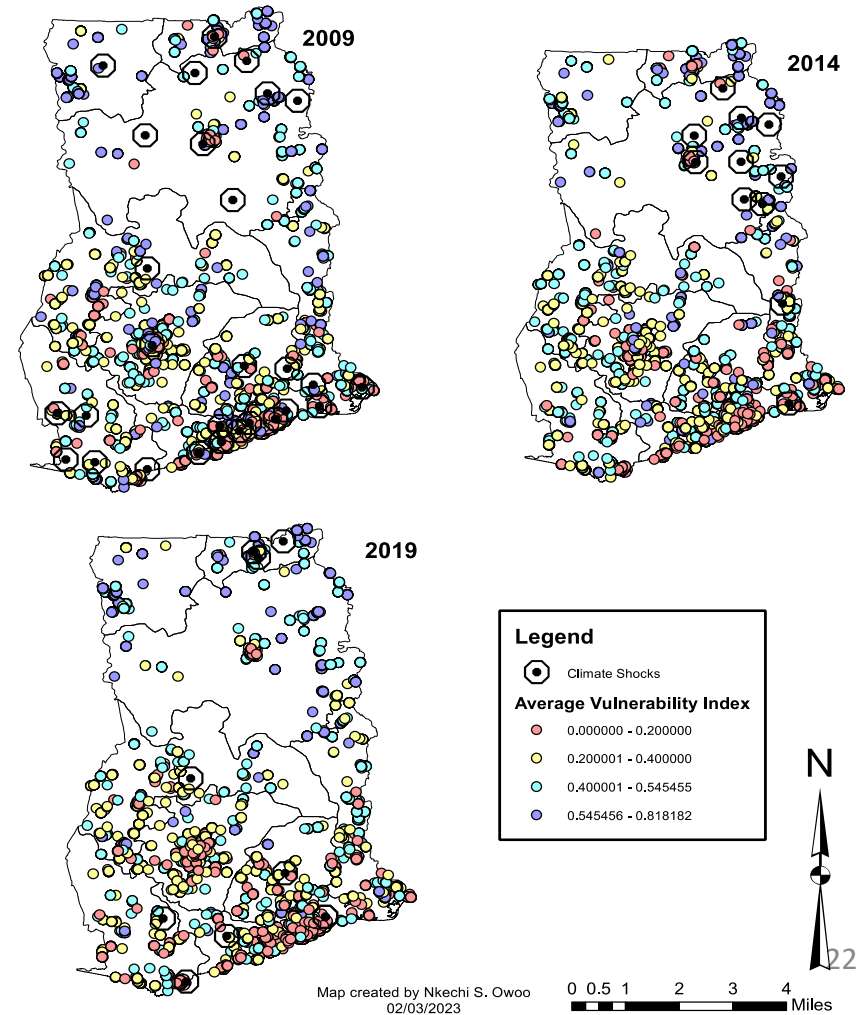 2009
2014
2019
Legend
Climate Shocks
Average Vulnerability Index
0.000000 - 0.200000
0.200001 - 0.400000
0.400001 - 0.545455
0.545456 - 0.818182
N
22
Map created by Nkechi S. Owoo
02/03/2023
0 0.5 1 2 3 4
Miles